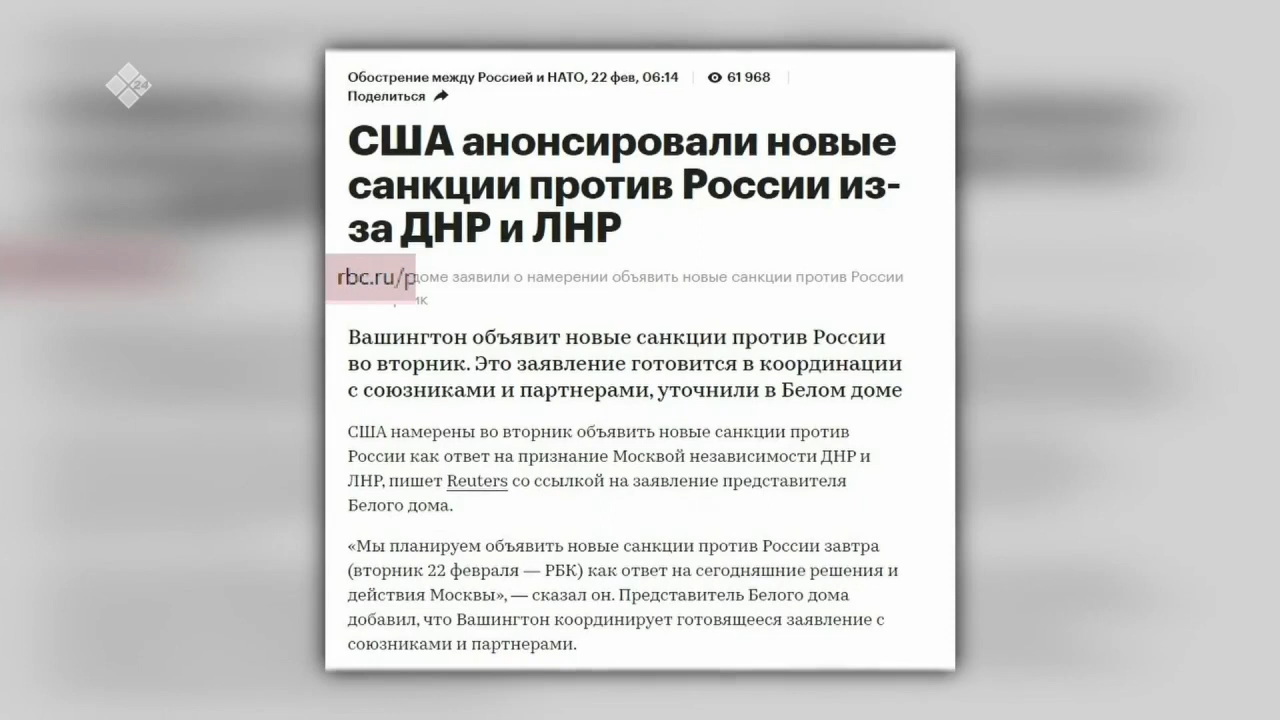 Обострение между Россией и НАТО, 22 фев, 06:14 61 968
Поделиться
США анонсировали новые
санкции против России из-
за ДНР и ЛНР
rbc.ru/p
доме заявили о намерении объявить новые санкции против России
Вашингтон объявит новые санкции против России
во вторник. Это заявление готовится в координации
с союзниками и партнерами, уточнили в Белом доме
США намерены во вторник объявить новые санкции против
России как ответ на признание Москвой независимости ДНР и
ЛНР, пишет Reuters со ссылкой на заявление представителя
Белого дома.
«Мы планируем объявить новые санкции против России завтра
(вторник 22 февраля — РБК) как ответ на сегодняшние решения и
действия Москвы», — сказал он. Представитель Белого дома
добавил, что Вашингтон координирует готовящееся заявление с
союзниками и партнерами.